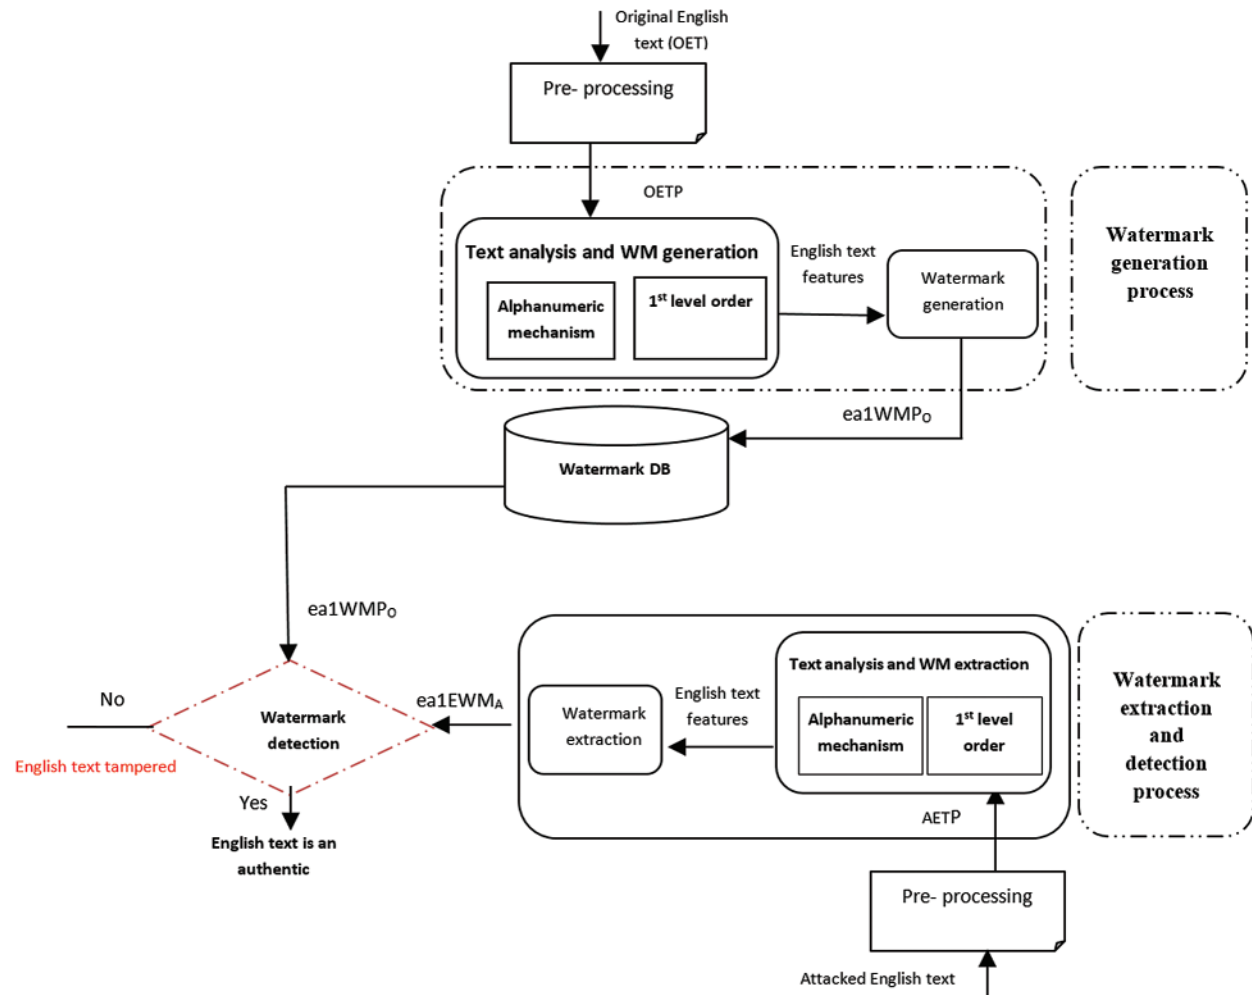 Original English
text (OET)
Pre- processing
OETP
Text analysis and WM generation
Alphanumeric
mechanism
1st level order
English text
features
Watermark
generation
Watermark
generation
process
ea1WMPO
Watermark DB
ea1WMPO
Text analysis and WM extraction
Alphanumeric
mechanism
1st level
order
English text
features
Watermark
extraction
Watermark
extraction
and
detection
process
ea1EWMA
No
Watermark
detection
English text tampered
Yes
English text is an
authentic
AETP
Pre- processing
Attacked English text